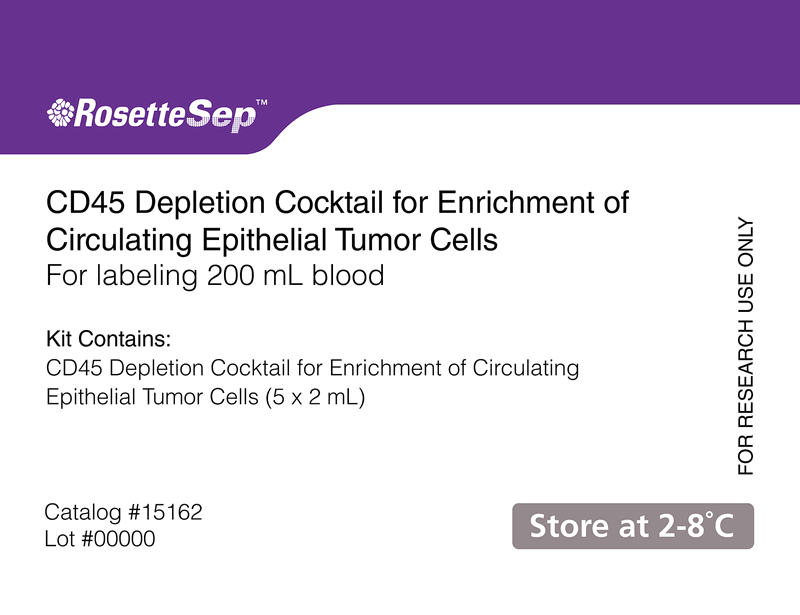 RosetteSep™
CD45 Depletion Cocktail for Enrichment of
Circulating Epithelial Tumor Cells
For labeling 200 mL blood
Kit Contains:
CD45 Depletion Cocktail for Enrichment of Circulating
Epithelial Tumor Cells (5 x 2 mL)
FOR RESEARCH USE ONLY
Catalog #15162
Lot #00000
Store at 2-8°C